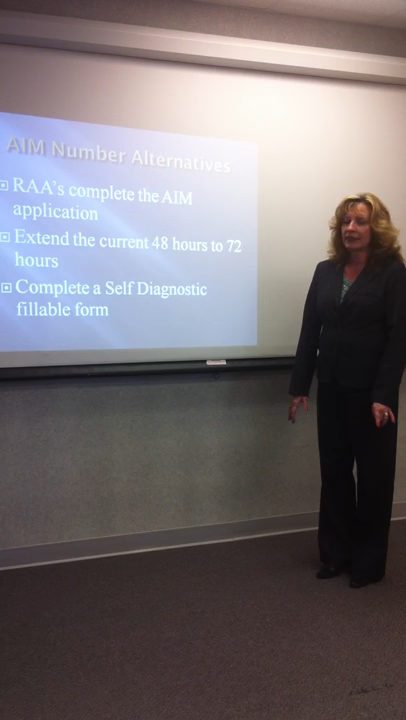 AIM Number Alternatives
RAA's complete the AIM
application
Extend the current 48 hours to 72
hours
Complete a Self Diagnostic
fillable form